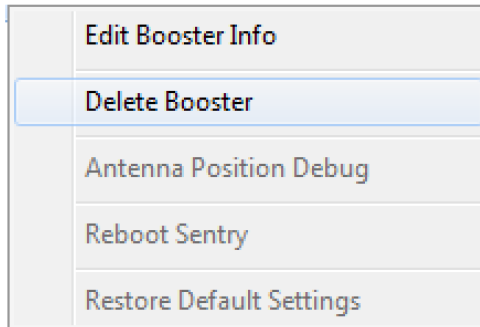 Edit Booster Info
Delete Booster
Antenna Position Debug
Reboot Sentry
Restore Default Settings